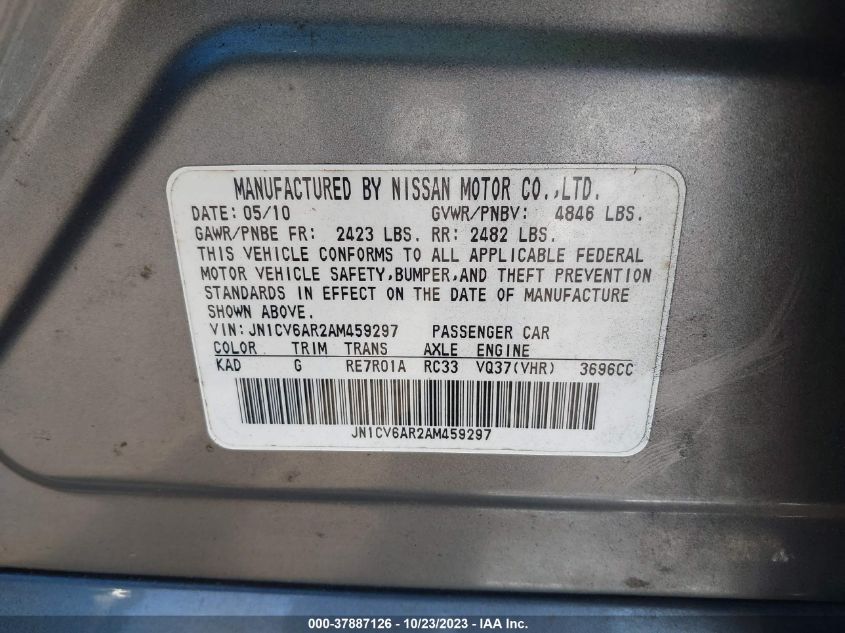 MANUFACTURED BY NISSAN MOTOR CO.,LTD.
DATE: 05/10 GVWR/PNBV: 4846 LBS.
GAWR/PNBE FR: 2423 LBS. RR: 2482 LBS.
THIS VEHICLE CONFORMS TO ALL APPLICABLE FEDERAL
MOTOR VEHICLE SAFETY,BUMPER,AND THEFT PREVENTION
STANDARDS IN EFFECT ON THE DATE OF MANUFACTURE
SHOWN ABOVE.
VIN: JN1CV6AR2AM459297 PASSENGER CAR
COLOR TRIM TRANS AXLE ENGINE
KAD G RE7R01A RC33 VQ37(VHR) 3696CC
JN1CV6AR2AM459297
000-37887126 - 10/23/2023 - IAA Inc.